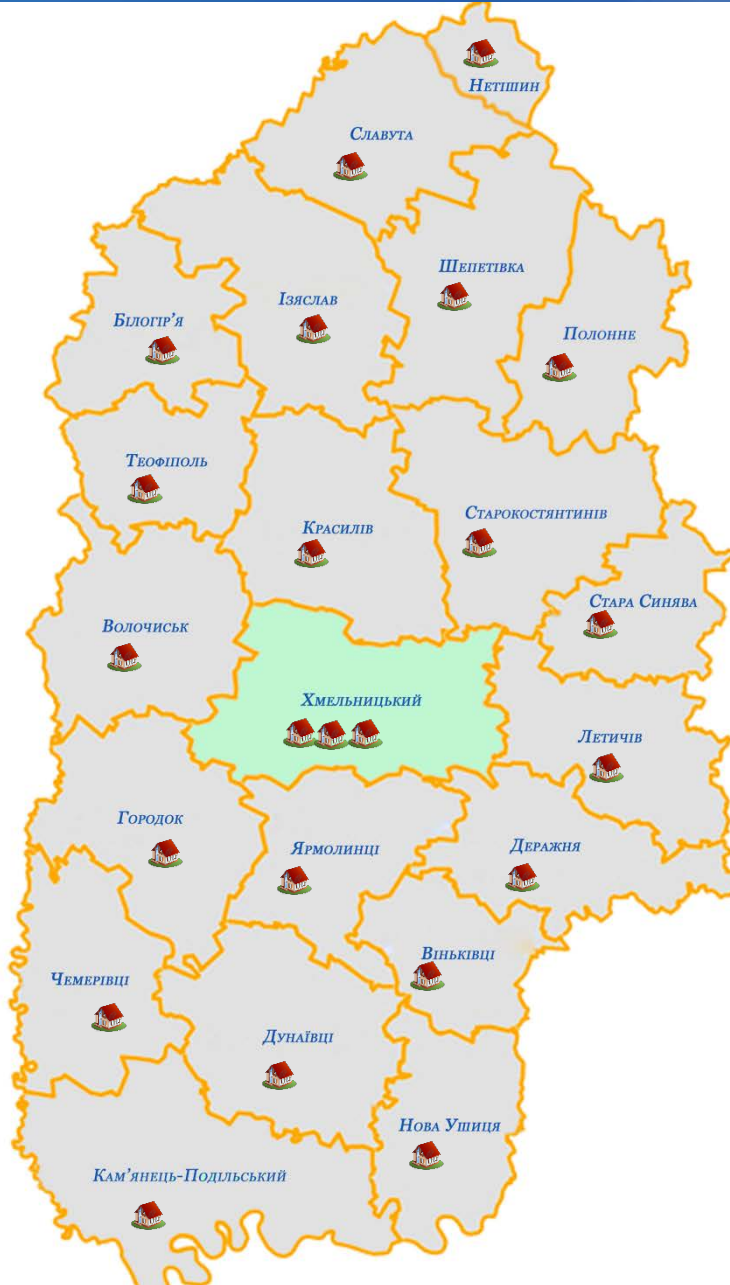 Нетішин
Славута
Шепетівка
Ізяслав
Білогір'я
Полонне
Теофіполь
Старокостянтинів
Красилів
Стара Синява
Волочиськ
Хмельницький
Летичів
Городок
Ярмолинці
Деражня
Віньківці
Чемерівці
Дунаївці
Нова Ушиця
Кам'янець-Подільський